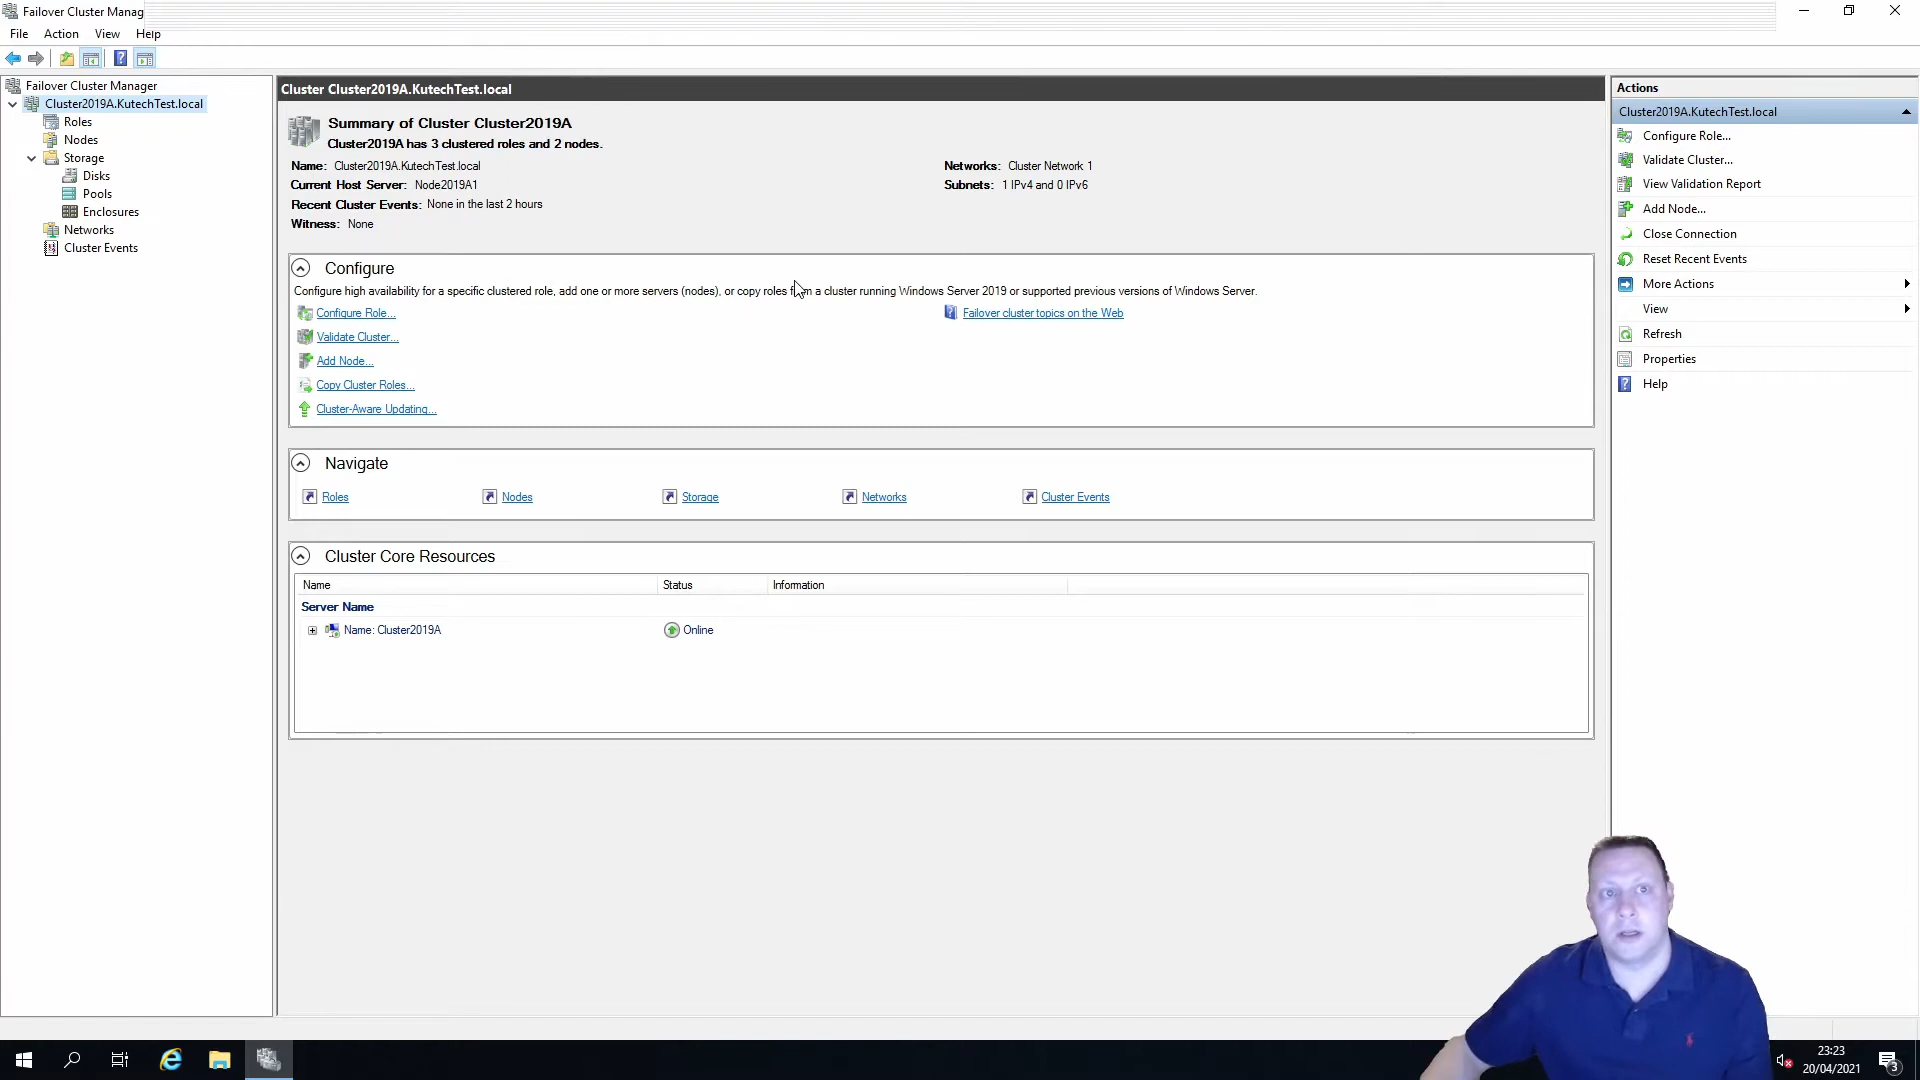 Failover Cluster Manag
File Action View Help
Failover Cluster Manager
Cluster2019A.KutechTest.local
Roles
Nodes
Storage
Disks
Pools
Enclosures
Networks
Cluster Events
Cluster Cluster2019A.KutechTest.local
Summary of Cluster Cluster2019A
Cluster2019A has 3 clustered roles and 2 nodes.
Name: Cluster2019A.KutechTest.local
Networks: Cluster Network 1
Current Host Server: Node2019A1
Subnets: 1 IPv4 and 0 IPv6
Recent Cluster Events: None in the last 2 hours
Witness: None
Configure
Configure high availability for a specific clustered role, add one or more servers (nodes), or copy roles from a cluster running Windows Server 2019 or supported previous versions of Windows Server.
Configure Role...
Failover cluster topics on the Web
Validate Cluster...
Add Node...
Copy Cluster Roles...
Cluster-Aware Updating...
Navigate
Roles Nodes Storage Networks Cluster Events
Cluster Core Resources
Name Status Information
Server Name
Name: Cluster2019A Online
Actions
Cluster2019A.KutechTest.local
Configure Role...
Validate Cluster...
View Validation Report
Add Node...
Close Connection
Reset Recent Events
More Actions
View
Refresh
Properties
Help
23:23
20/04/2021
3